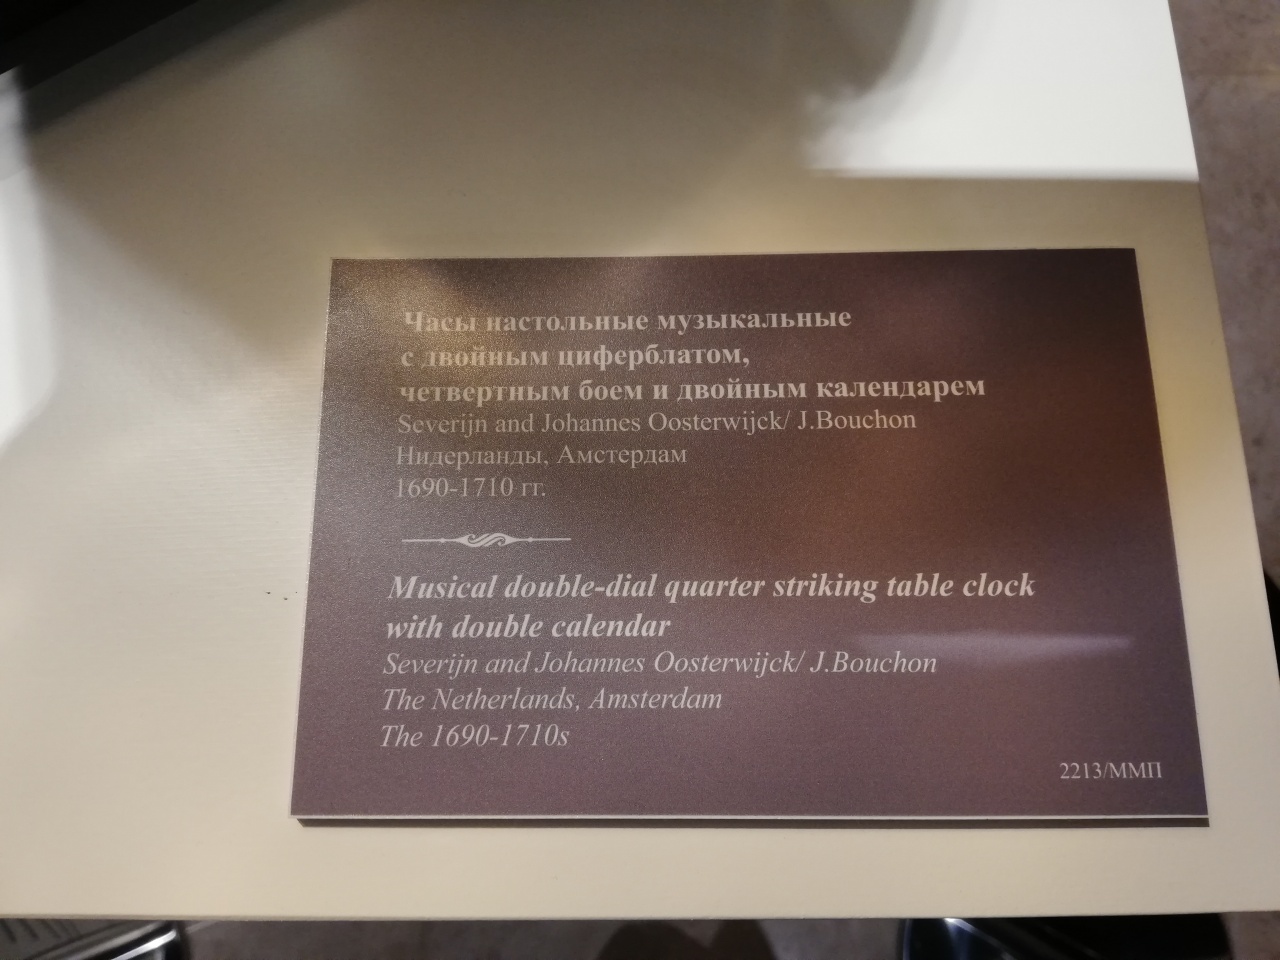 Часы настольные музыкальные
с двойным циферблатом,
четвертным боем и двойным календарем
Severijn and Johannes Oosterwijck/ J.Bouchon
Нидерланды, Амстердам
1690-1710 гг.
Musical double-dial quarter striking table clock
with double calendar
Severijn and Johannes Oosterwijck/ J.Bouchon
The Netherlands, Amsterdam
The 1690-1710s
2213/ММП